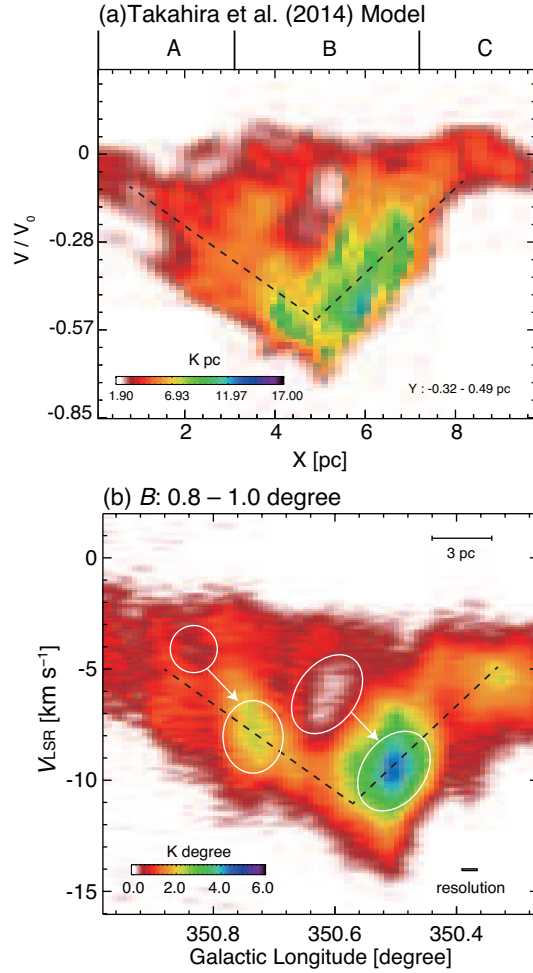 (a)Takahira et al. (2014) Model
A B C
0
-0.28
-0.57
-0.85
V / V0
K pc
1.90 6.93 11.97 17.00
Y : -0.32 - 0.49 pc
2 4 6 8
X [pc]
(b) B: 0.8 – 1.0 degree
3 pc
0
-5
-10
-15
VLSR [km s-1]
K degree
0.0 2.0 4.0 6.0
resolution
350.8 350.6 350.4
Galactic Longitude [degree]